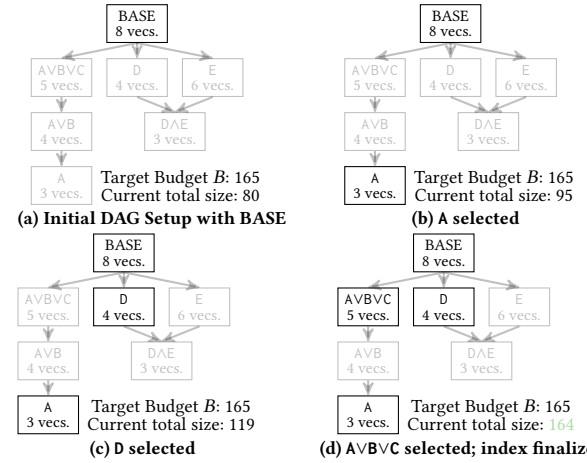 BASE
8 vecs.
A∨B∨C
5 vecs.
D
4 vecs.
E
6 vecs.
A∨B
4 vecs.
D∧E
3 vecs.
A
3 vecs.
Target Budget B: 165
Current total size: 80
(a) Initial DAG Setup with BASE
BASE
8 vecs.
A∨B∨C
5 vecs.
D
4 vecs.
E
6 vecs.
A∨B
4 vecs.
D∧E
3 vecs.
A
3 vecs.
Target Budget B: 165
Current total size: 95
(b) A selected
BASE
8 vecs.
A∨B∨C
5 vecs.
D
4 vecs.
E
6 vecs.
A∨B
4 vecs.
D∧E
3 vecs.
A
3 vecs.
Target Budget B: 165
Current total size: 119
(c) D selected
BASE
8 vecs.
A∨B∨C
5 vecs.
D
4 vecs.
E
6 vecs.
A∨B
4 vecs.
D∧E
3 vecs.
A
3 vecs.
Target Budget B: 165
Current total size: 164
(d) A∨B∨C selected; index finalize